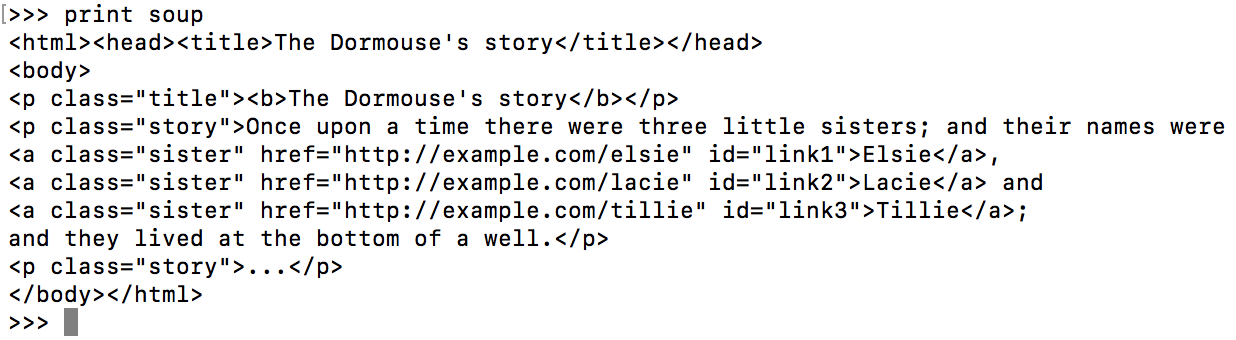 >>> print soup
<html><head><title>The Dormouse's story</title></head>
<body>
<p class="title"><b>The Dormouse's story</b></p>
<p class="story">Once upon a time there were three little sisters; and their names were
<a class="sister" href="http://example.com/elsie" id="link1">Elsie</a>,
<a class="sister" href="http://example.com/lacie" id="link2">Lacie</a> and
<a class="sister" href="http://example.com/tillie" id="link3">Tillie</a>;
and they lived at the bottom of a well.</p>
<p class="story">...</p>
</body></html>
>>>